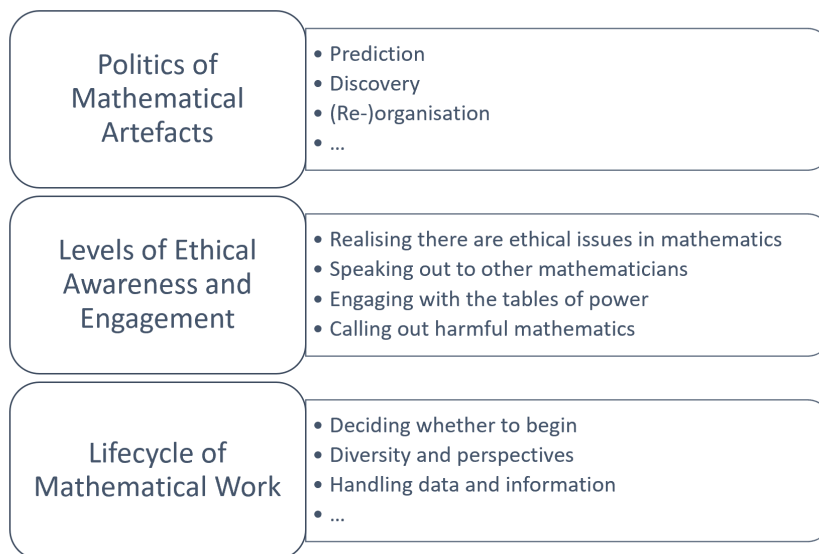 Politics of
Mathematical
Artefacts
• Prediction
• Discovery
• (Re-)organisation
• ...
Levels of Ethical
Awareness and
Engagement
• Realising there are ethical issues in mathematics
• Speaking out to other mathematicians
• Engaging with the tables of power
• Calling out harmful mathematics
Lifecycle of
Mathematical Work
• Deciding whether to begin
• Diversity and perspectives
• Handling data and information
• ...